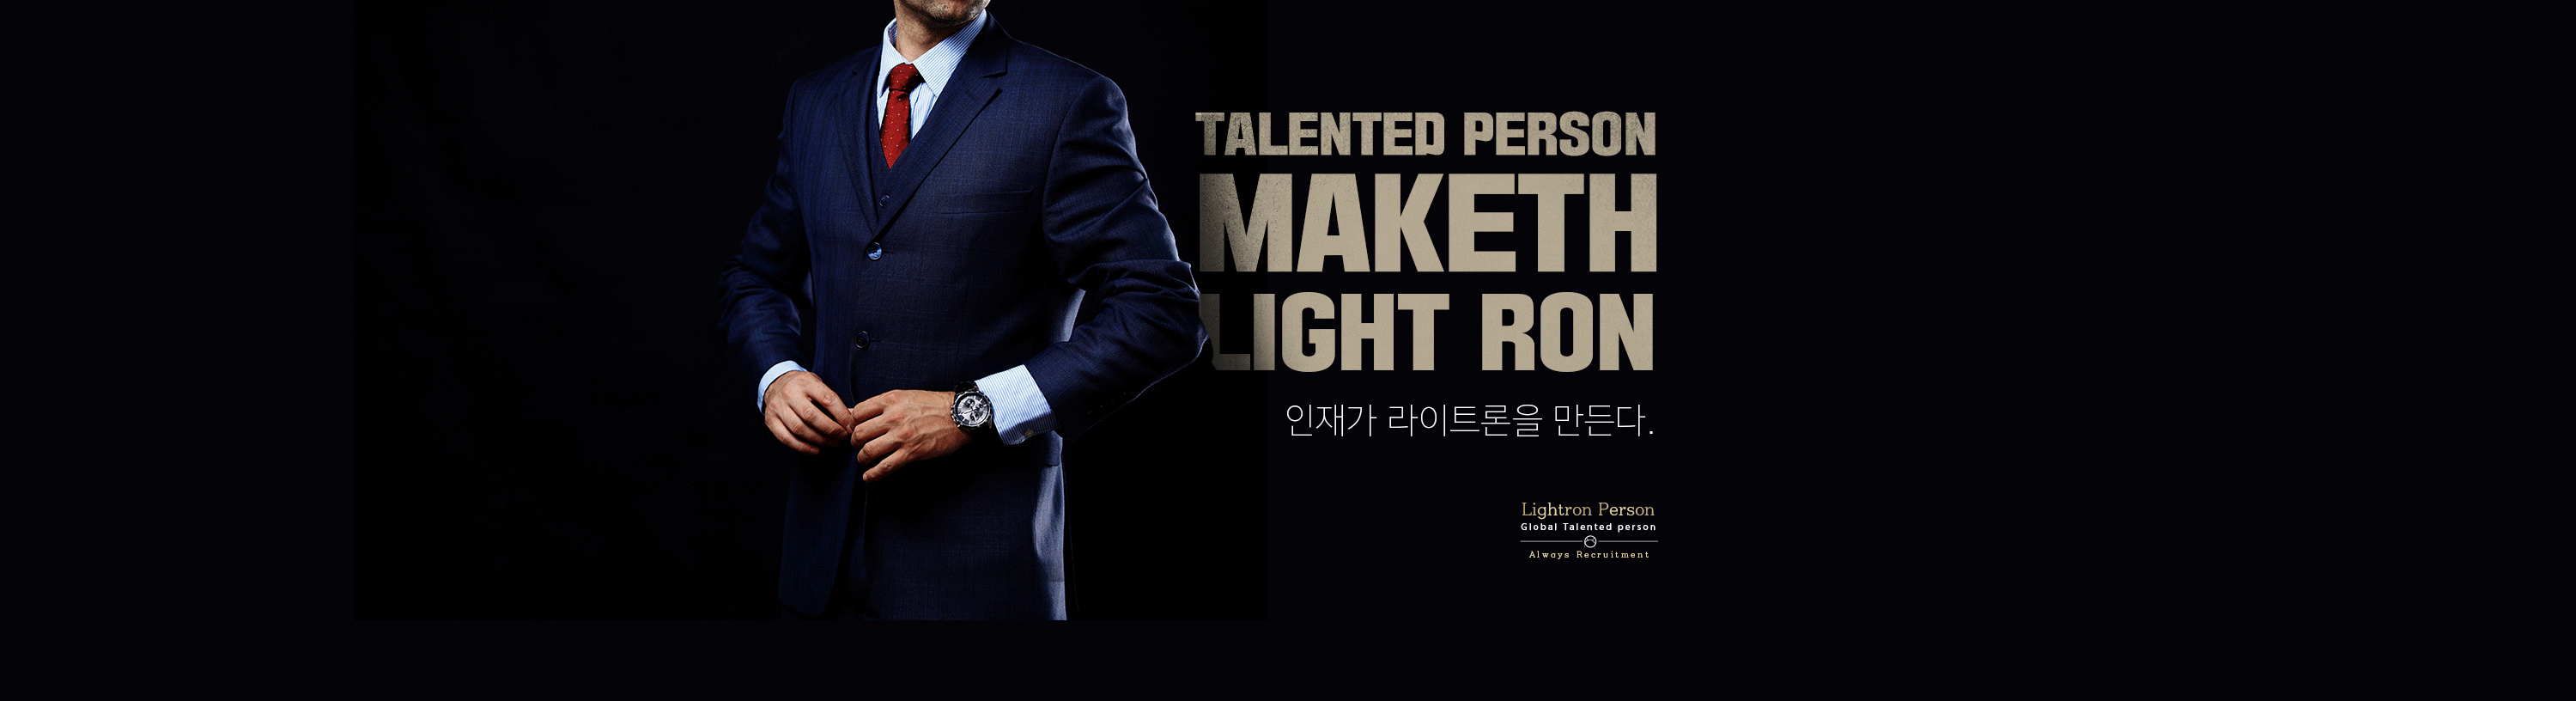 TALENTED PERSON
MAKETH
LIGHT RON
인재가 라이트론을 만든다.
Lightron Person
Global Talented person
Always Recruitment